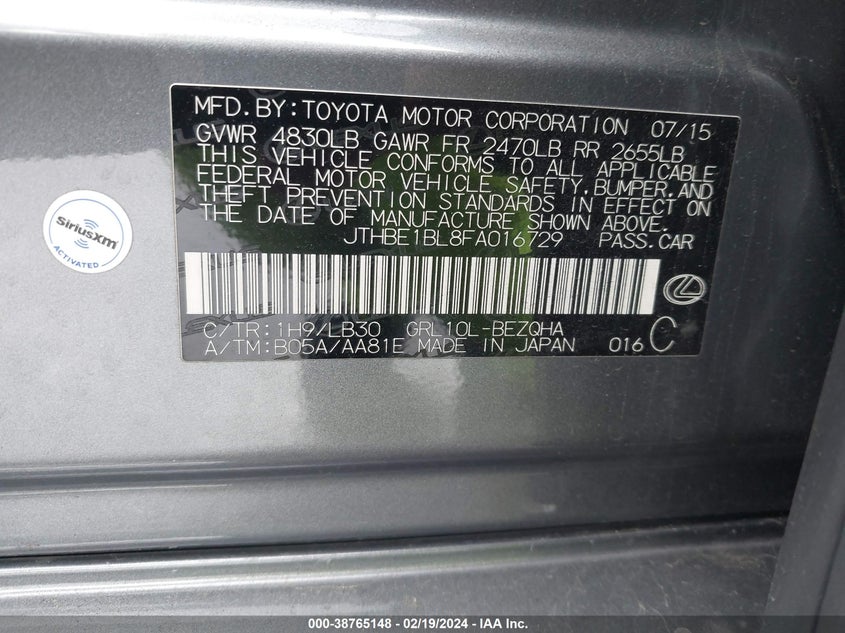 MFD.BY:TOYOTA MOTOR CORPORATION 07/15
GVWR 4830LB GAWR FR 2470LB RR 2655LB
THIS VEHICLE CONFORMS TO ALL APPLICABLE
FEDERAL MOTOR VEHICLE SAFETY,BUMPER,AND
THEFT PREVENTION STANDARDS IN EFFECT ON
THE DATE OF MANUFACTURE SHOWN ABOVE.
JTHBE1BL8FA016729 PASS.CAR
SiriusXM
ACTIVATED
C/TR:1H9/LB30 GRL10L-BEZQHA
A/TM:B05A/AA81E MADE IN JAPAN 016 C
000-38765148 - 02/19/2024 - IAA Inc.